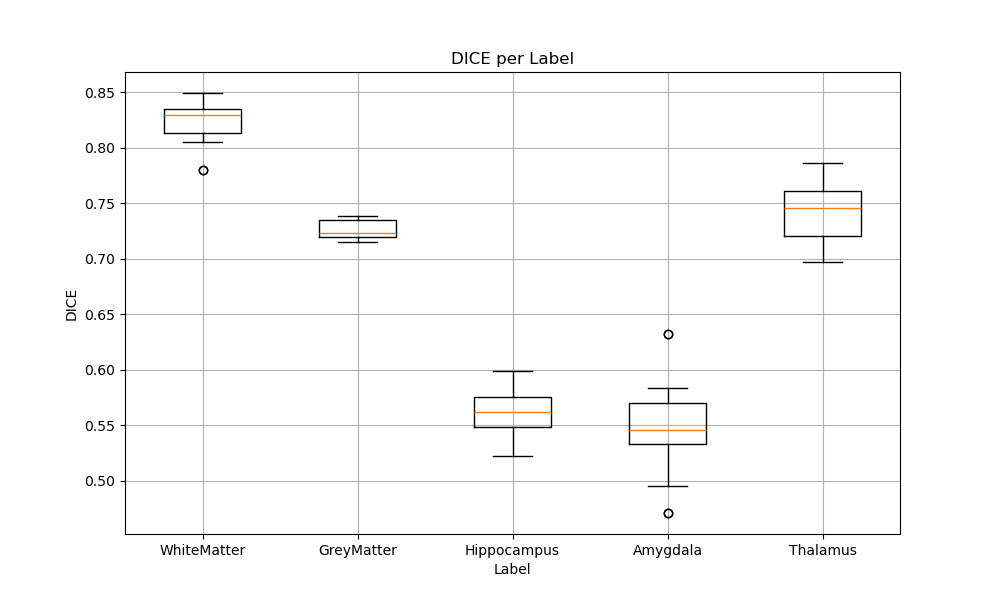 DICE per Label
0.85
0.80
0.75
0.70
0.65
0.60
0.55
0.50
DICE
WhiteMatter GreyMatter Hippocampus Amygdala Thalamus
Label